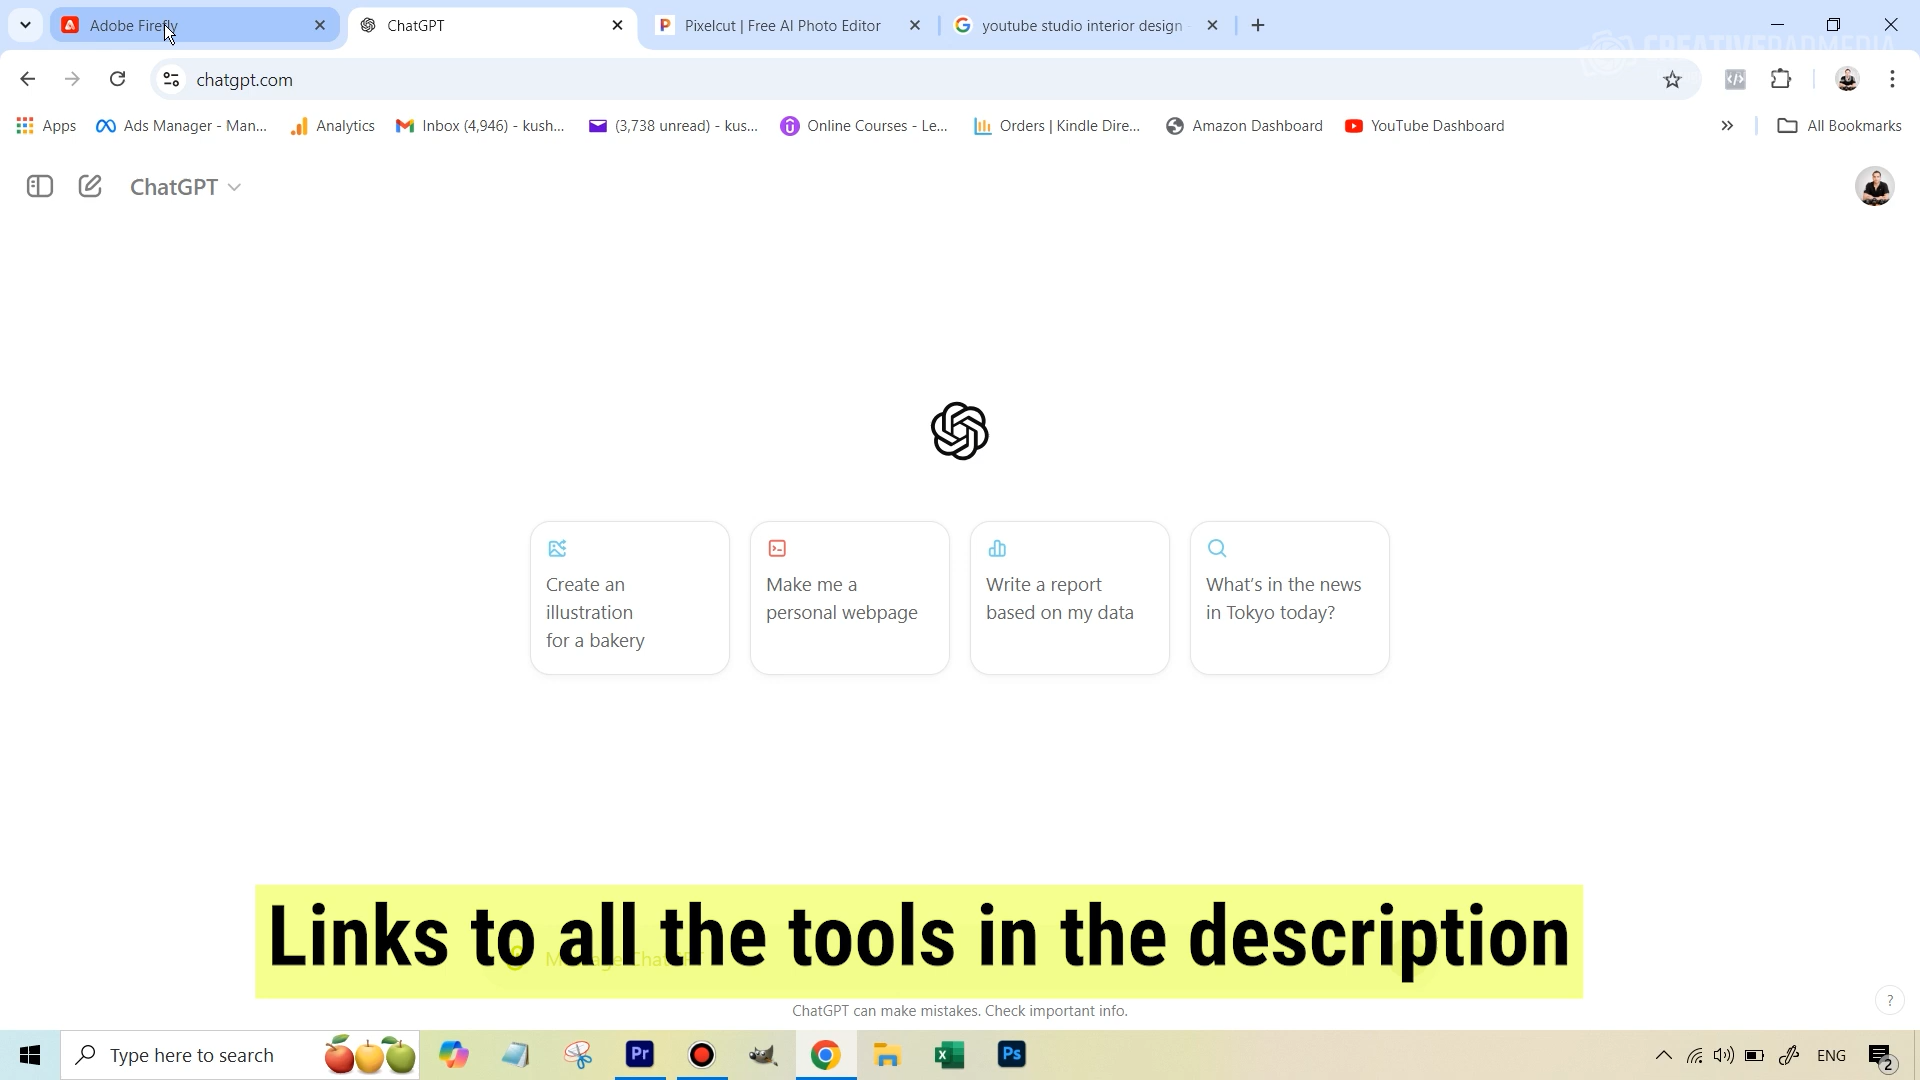 Adobe Firefly
ChatGPT
Pixelcut | Free AI Photo Editor
youtube studio interior design
CREATIVEPADMEDIA
chatgpt.com
Apps
Ads Manager - Man...
Analytics
Inbox (4,946) - kush...
(3,738 unread) - kus...
Online Courses - Le...
Orders | Kindle Dire...
Amazon Dashboard
YouTube Dashboard
All Bookmarks
ChatGPT
Create an
illustration
for a bakery
Make me a
personal webpage
Write a report
based on my data
What's in the news
in Tokyo today?
Links to all the tools in the description
ChatGPT can make mistakes. Check important info.
?
Type here to search
Pr
Ps
ENG
2